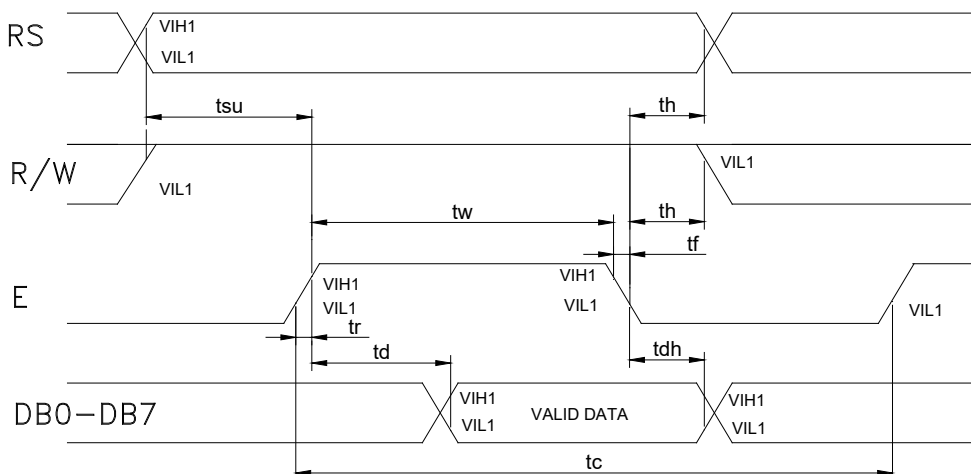 RS
VIH1
VIL1
tsu
th
R/W
VIL1
VIL1
tw
th
tf
E
VIH1
VIL1
VIH1
VIL1
VIL1
tr
td
tdh
DB0-DB7
VIH1
VIL1
VALID DATA
VIH1
VIL1
tc